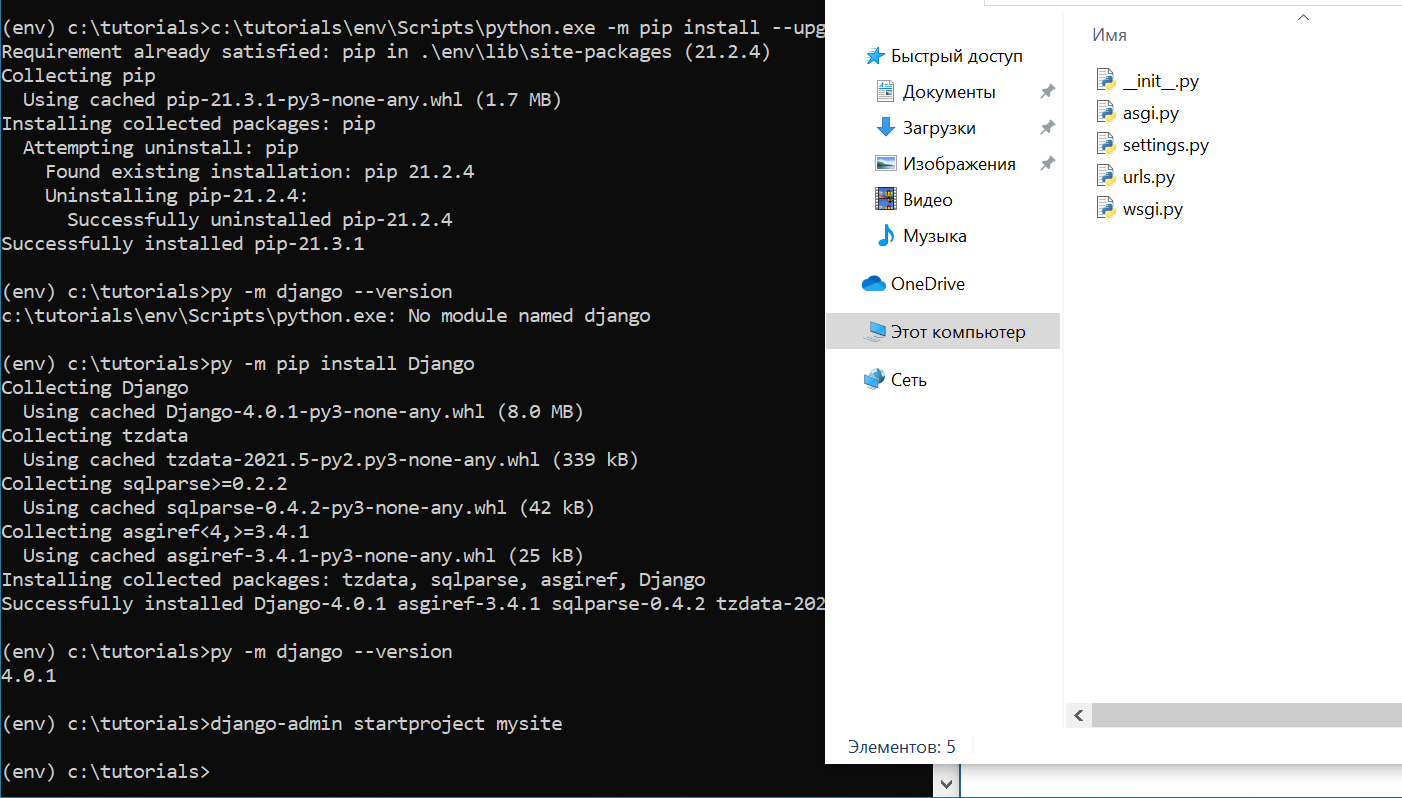 (env) c:\tutorials>c:\tutorials\env\Scripts\python.exe -m pip install --upg
Requirement already satisfied: pip in .\env\lib\site-packages (21.2.4)
Collecting pip
Using cached pip-21.3.1-py3-none-any.whl (1.7 MB)
Installing collected packages: pip
Attempting uninstall: pip
Found existing installation: pip 21.2.4
Uninstalling pip-21.2.4:
Successfully uninstalled pip-21.2.4
Successfully installed pip-21.3.1
(env) c:\tutorials>py -m django --version
c:\tutorials\env\Scripts\python.exe: No module named django
(env) c:\tutorials>py -m pip install Django
Collecting Django
Using cached Django-4.0.1-py3-none-any.whl (8.0 MB)
Collecting tzdata
Using cached tzdata-2021.5-py2.py3-none-any.whl (339 kB)
Collecting sqlparse>=0.2.2
Using cached sqlparse-0.4.2-py3-none-any.whl (42 kB)
Collecting asgiref<4,>=3.4.1
Using cached asgiref-3.4.1-py3-none-any.whl (25 kB)
Installing collected packages: tzdata, sqlparse, asgiref, Django
Successfully installed Django-4.0.1 asgiref-3.4.1 sqlparse-0.4.2 tzdata-202
(env) c:\tutorials>py -m django --version
4.0.1
(env) c:\tutorials>django-admin startproject mysite
(env) c:\tutorials>
Быстрый доступ
Документы
Загрузки
Изображения
Видео
Музыка
OneDrive
Этот компьютер
Сеть
Имя
__init__.py
asgi.py
settings.py
urls.py
wsgi.py
Элементов: 5